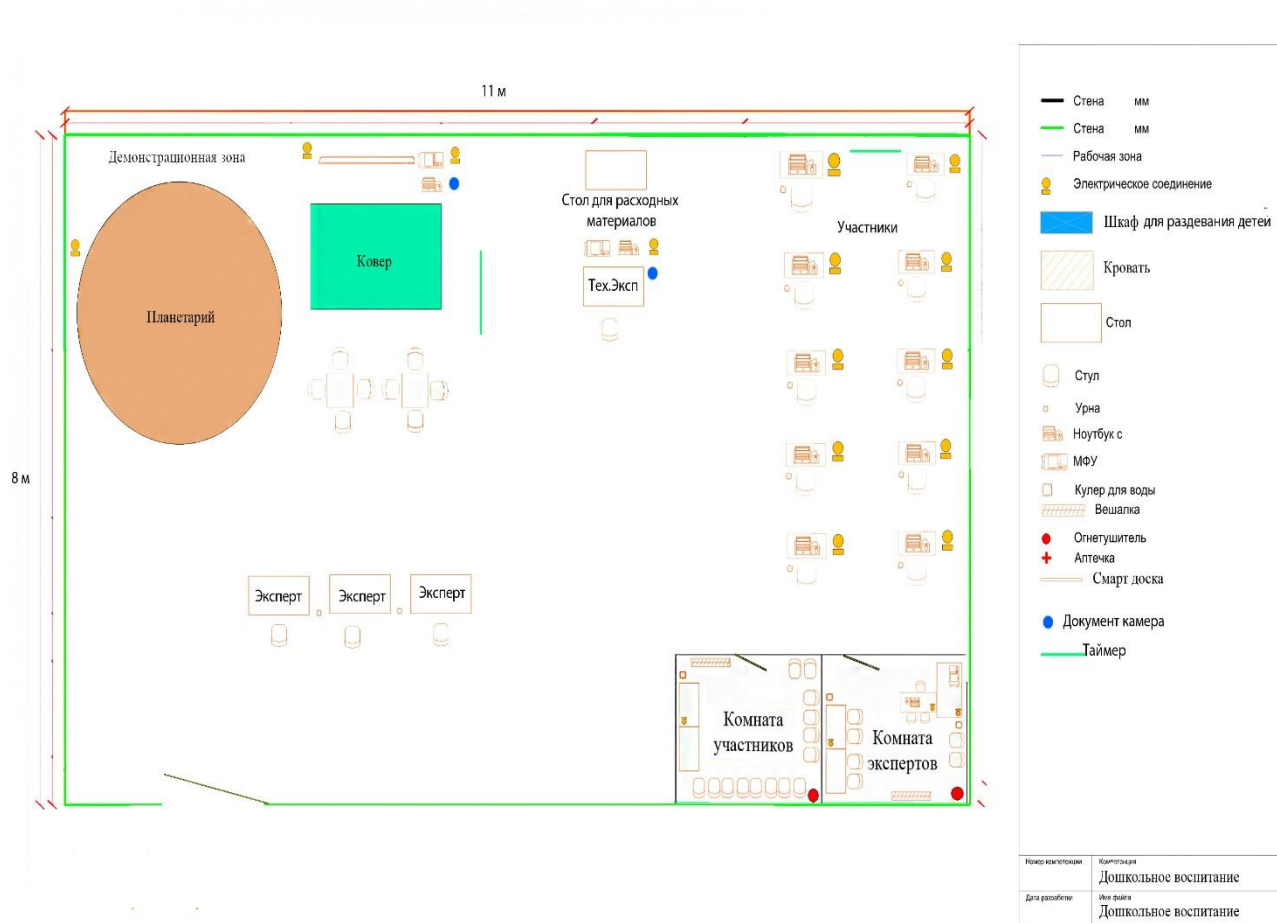 11 м
8 м
Демонстрационная зона
Планетарий
Ковер
Стол для расходных
материалов
Тех.Эксп
Участники
Эксперт
Эксперт
Эксперт
Комната
участников
Комната
экспертов
Стена мм
Стена мм
Рабочая зона
Электрическое соединение
Шкаф для раздевания детей
Кровать
Стол
Стул
Урна
Ноутбук с
МФУ
Кулер для воды
Вешалка
Огнетушитель
Аптечка
Смарт доска
Документ камера
Таймер
Номер компетенции
Компетенция
Дошкольное воспитание
Дата разработки
Имя файла
Дошкольное воспитание